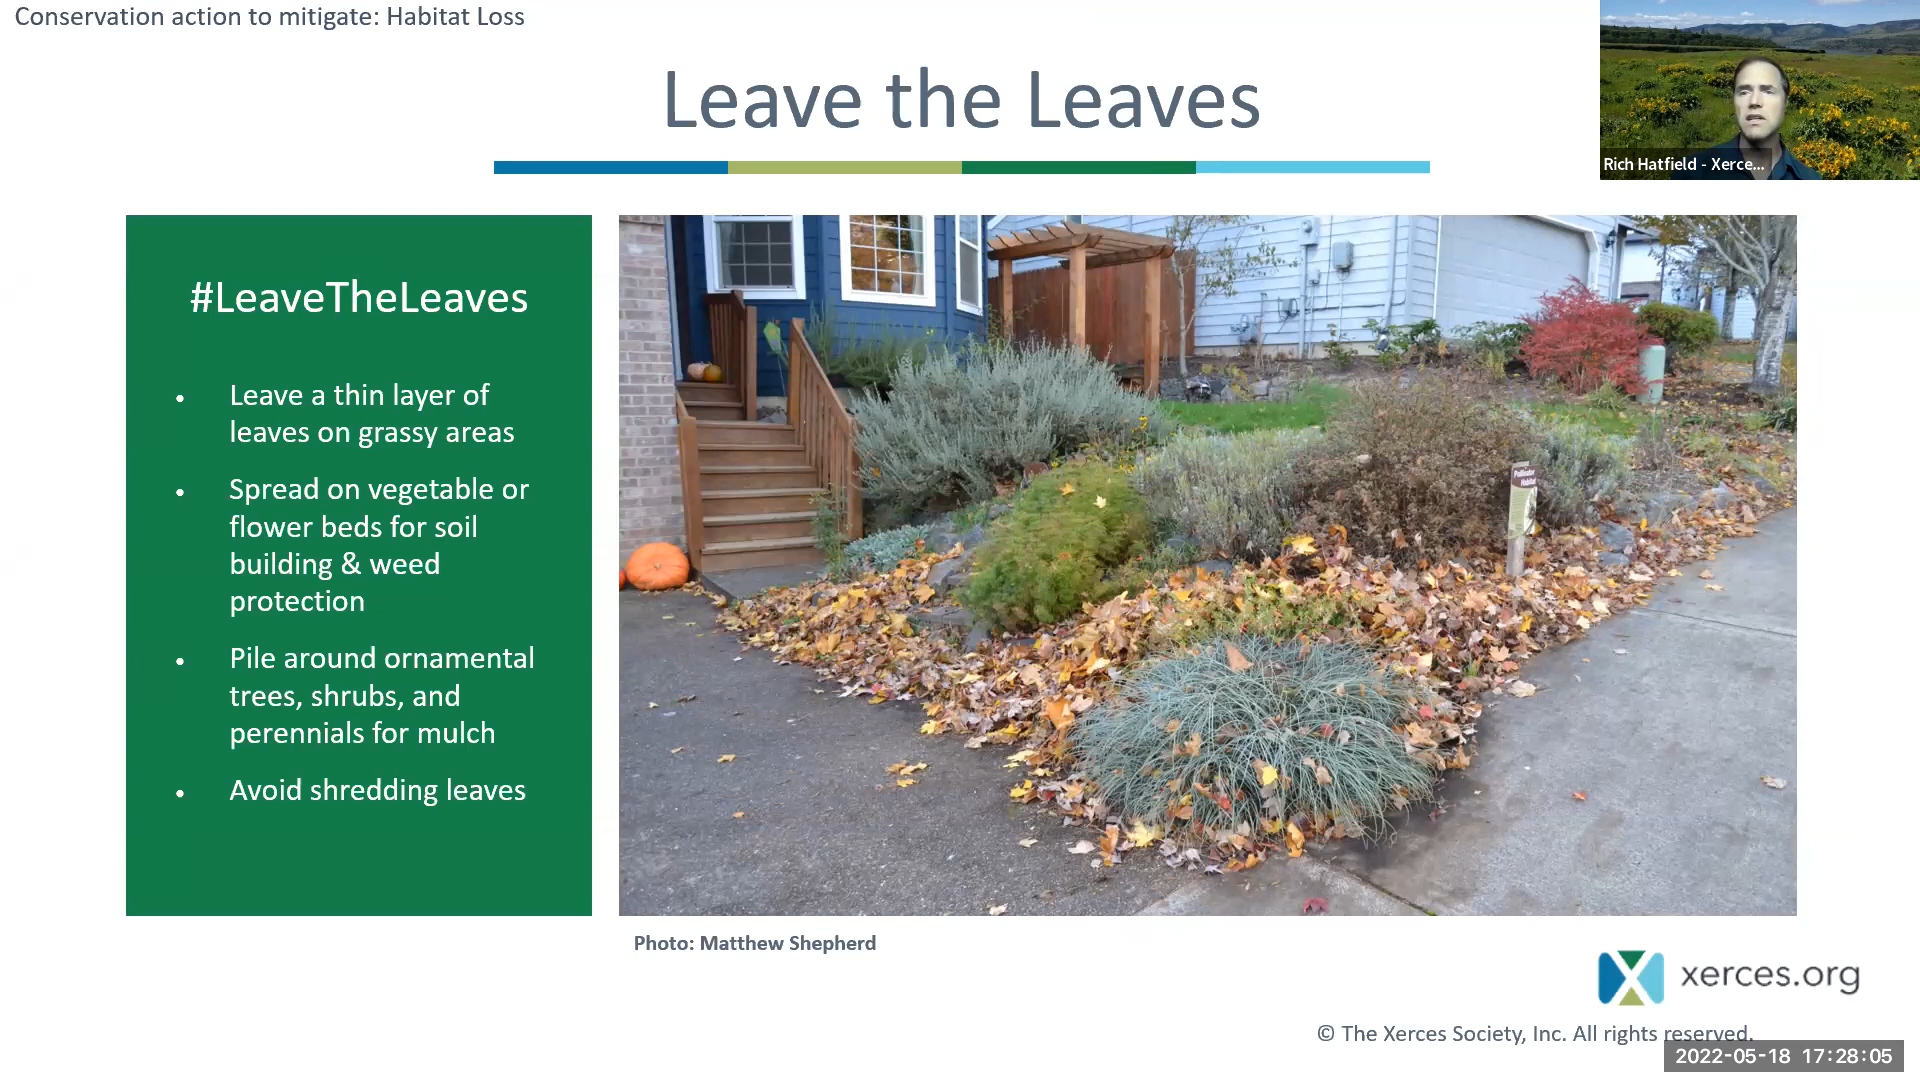 Conservation action to mitigate: Habitat Loss
Leave the Leaves
Rich Hatfield - Xerce...
#LeaveTheLeaves
• Leave a thin layer of
leaves on grassy areas
• Spread on vegetable or
flower beds for soil
building & weed
protection
• Pile around ornamental
trees, shrubs, and
perennials for mulch
• Avoid shredding leaves
Pollinator
Habitat
Photo: Matthew Shepherd
xerces.org
© The Xerces Society, Inc. All rights reserved.
2022-05-18 17:28:05